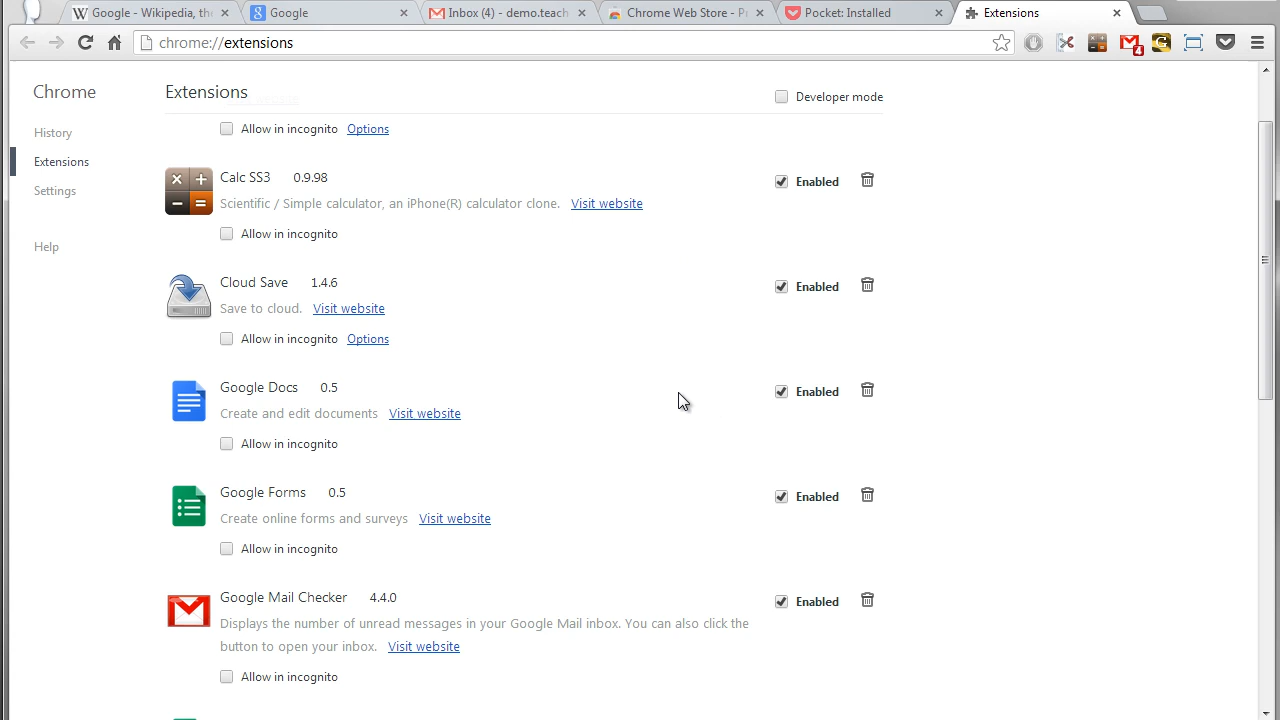 Google - Wikipedia, the
Google
Inbox (4) - demo.teach
Chrome Web Store - P
Pocket: Installed
Extensions
chrome://extensions
4
Chrome
History
Extensions
Settings
Help
Extensions
Developer mode
Allow in incognito Options
Calc SS3 0.9.98
Enabled
Scientific / Simple calculator, an iPhone(R) calculator clone. Visit website
Allow in incognito
Cloud Save 1.4.6
Enabled
Save to cloud. Visit website
Allow in incognito Options
Google Docs 0.5
Enabled
Create and edit documents Visit website
Allow in incognito
Google Forms 0.5
Enabled
Create online forms and surveys Visit website
Allow in incognito
Google Mail Checker 4.4.0
Enabled
Displays the number of unread messages in your Google Mail inbox. You can also click the
button to open your inbox. Visit website
Allow in incognito